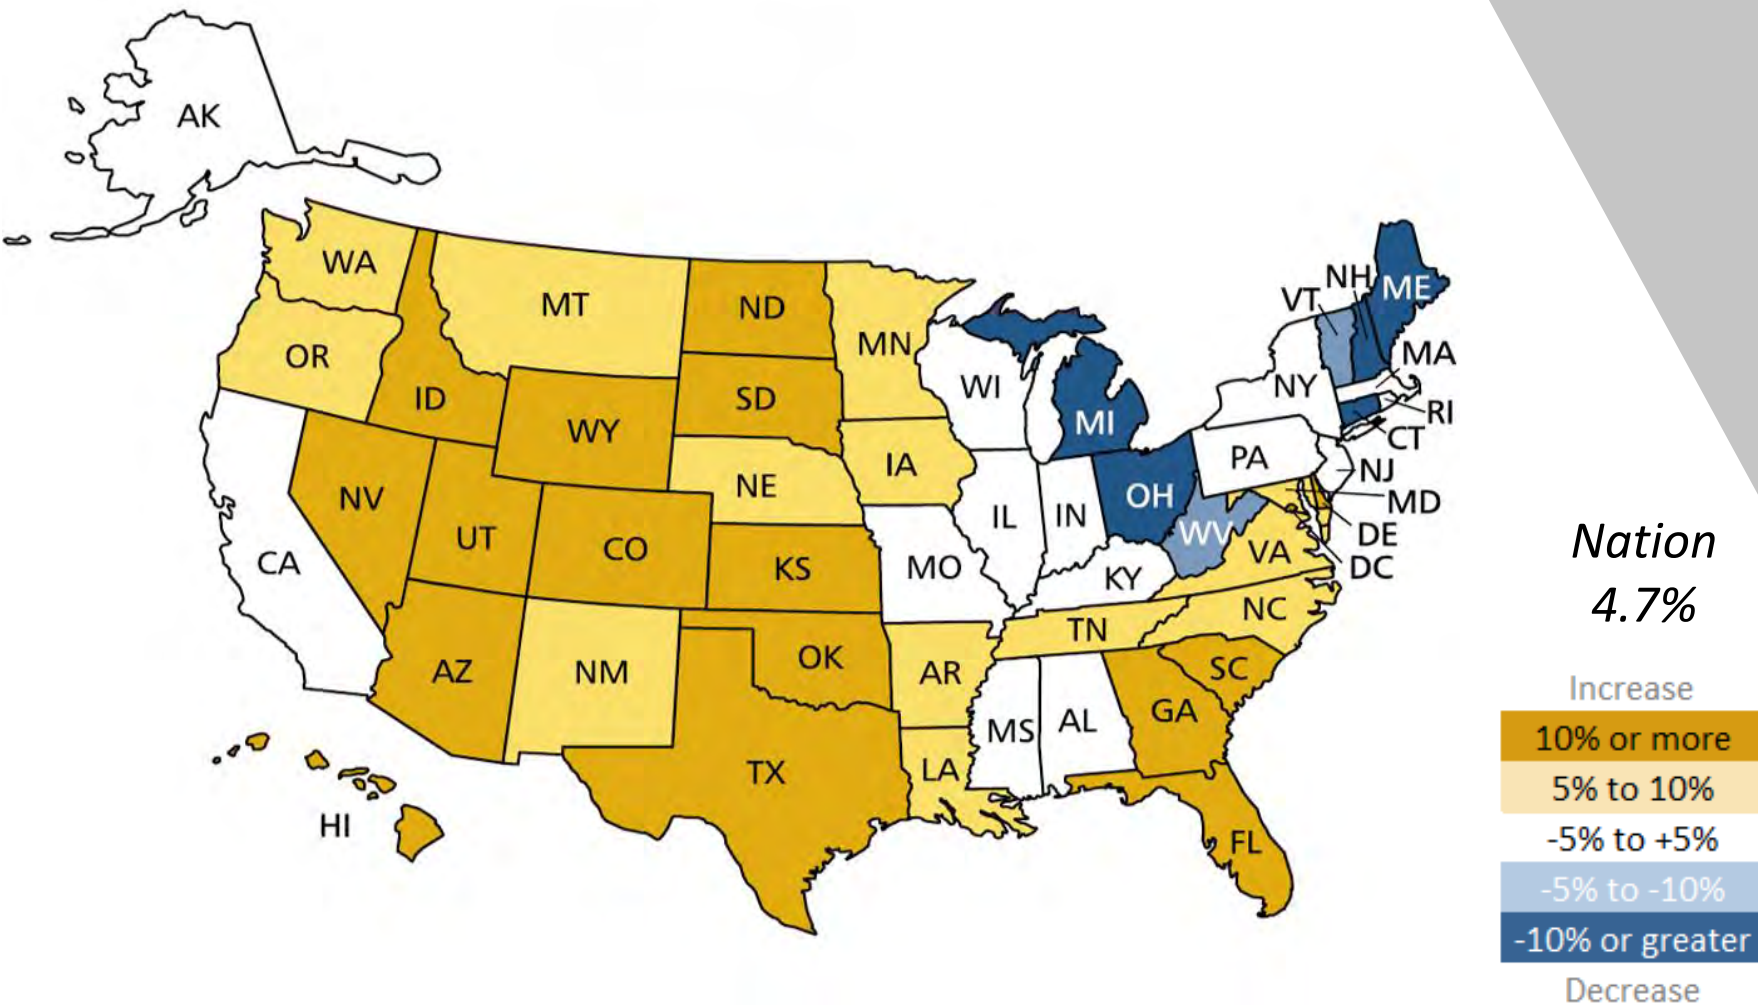 AK
WA
MT
ND
MN
OR
ID
WY
SD
WI
MI
NY
VT
NH
ME
MA
RI
CT
NV
UT
CO
NE
IA
IL
IN
OH
PA
NJ
MD
DE
DC
WV
VA
CA
KS
MO
KY
NC
TN
AZ
NM
OK
AR
SC
MS
AL
GA
TX
LA
HI
FL
Nation
4.7%
Increase
10% or more
5% to 10%
-5% to +5%
-5% to -10%
-10% or greater
Decrease